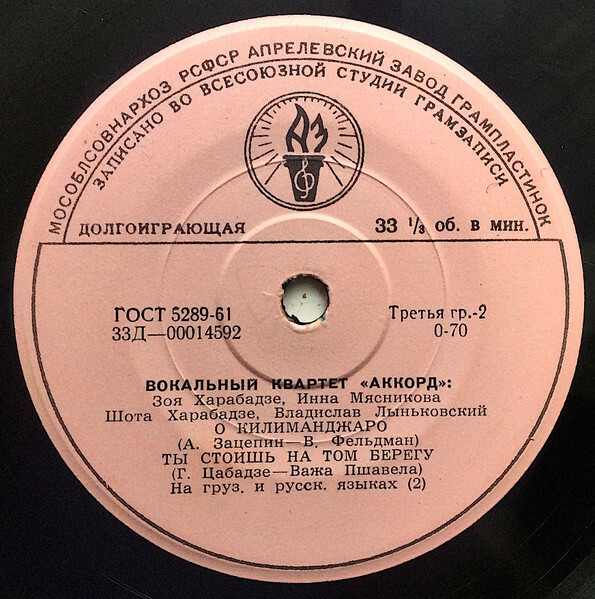 МОСОБЛСОВНАРХОЗ РСФСР АПРЕЛЕВСКИЙ ЗАВОД ГРАМПЛАСТИНОК
ЗАПИСАНО ВО ВСЕСОЮЗНОЙ СТУДИИ ГРАМЗАПИСИ
АЗ
ДОЛГОИГРАЮЩАЯ 33 1/3 об. в мин.
ГОСТ 5289-61 Третья гр.-2
33Д—00014592 0-70
ВОКАЛЬНЫЙ КВАРТЕТ «АККОРД»:
Зоя Харабадзе, Инна Мясникова
Шота Харабадзе, Владислав Лыньковский
О КИЛИМАНДЖАРО
(А. Зацепин—В. Фельдман)
ТЫ СТОИШЬ НА ТОМ БЕРЕГУ
(Г. Цабадзе—Важа Пшавела)
На груз. и русск. языках (2)